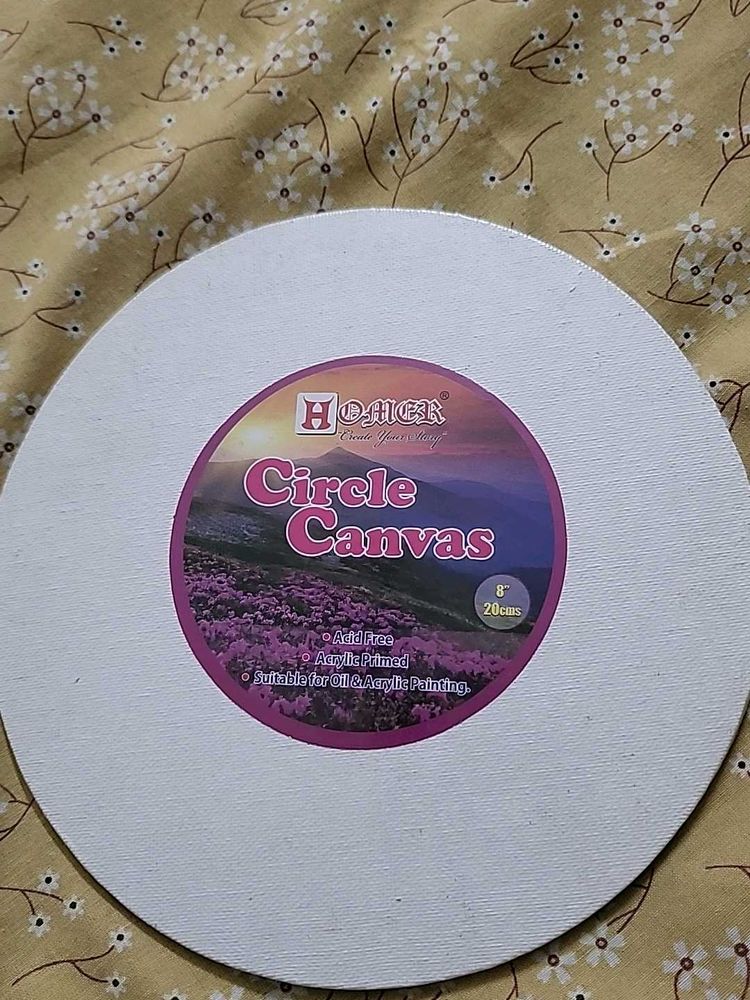 HOMER®
"Create Your Story"
Circle
Canvas
8"
20cms
Acid Free
Acrylic Primed
Suitable for Oil & Acrylic Painting.